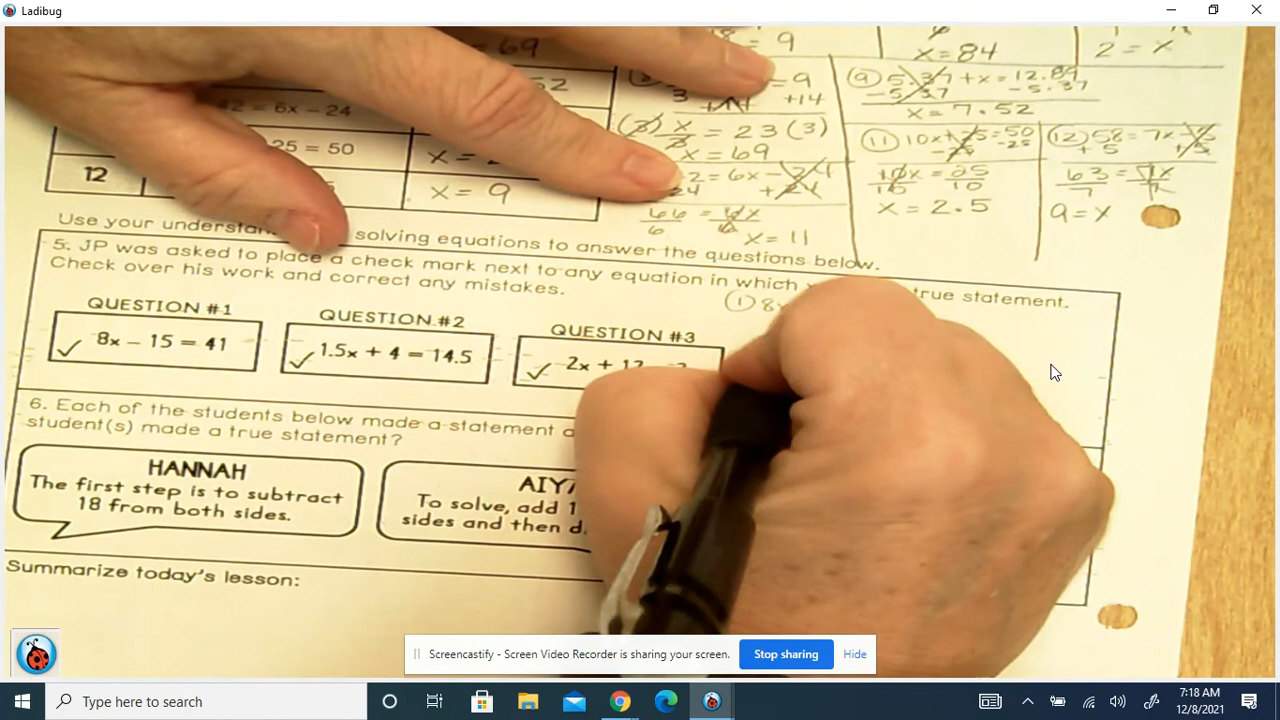 Ladibug
= 69
= 9
x = 84
2 = x
52
42 = 6x - 24
25 = 50
12
x = 9
3
= -9
+14 +14
(3) x/3 = 23 (3)
x = 69
2 = 6x - 24
24 + 24
66/6 = 6x/6
x = 11
(9) 5.37 + x = 12.89
-5.37 -5.37
x = 7.52
(11) 10x + 25 = 50
-25 -25
10x/10 = 25/10
x = 2.5
(12) 58 = 7x - 5
+5 +5
63/7 = 7x/7
9 = x
solving equations to answer the questions below.
5. JP was asked to place a check mark next to any equation in which
true statement.
Check over his work and correct any mistakes.
(1) 8
QUESTION #1
✓ 8x - 15 = 41
QUESTION #2
✓ 1.5x + 4 = 14.5
QUESTION #3
✓ 2x + 12
6. Each of the students below made a statement
student(s) made a true statement?
HANNAH
The first step is to subtract
18 from both sides.
To solve, add
sides and then
Summarize today's lesson:
Screencastify - Screen Video Recorder is sharing your screen.
Stop sharing
Hide
Type here to search
7:18 AM
12/8/2021